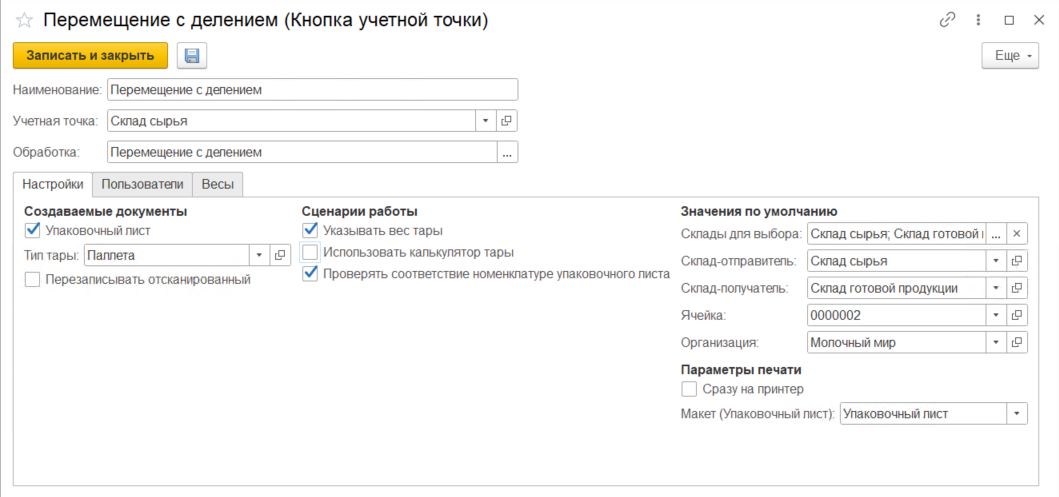 Перемещение с делением (Кнопка учетной точки)
Записать и закрыть
Еще
Наименование: Перемещение с делением
Учетная точка: Склад сырья
Обработка: Перемещение с делением ...
Настройки Пользователи Весы
Создаваемые документы
Упаковочный лист
Тип тары: Паллета
Перезаписывать отсканированный
Сценарии работы
Указывать вес тары
Использовать калькулятор тары
Проверять соответствие номенклатуре упаковочного листа
Значения по умолчанию
Склады для выбора: Склад сырья; Склад готовой ...
Склад-отправитель: Склад сырья
Склад-получатель: Склад готовой продукции
Ячейка: 0000002
Организация: Молочный мир
Параметры печати
Сразу на принтер
Макет (Упаковочный лист): Упаковочный лист